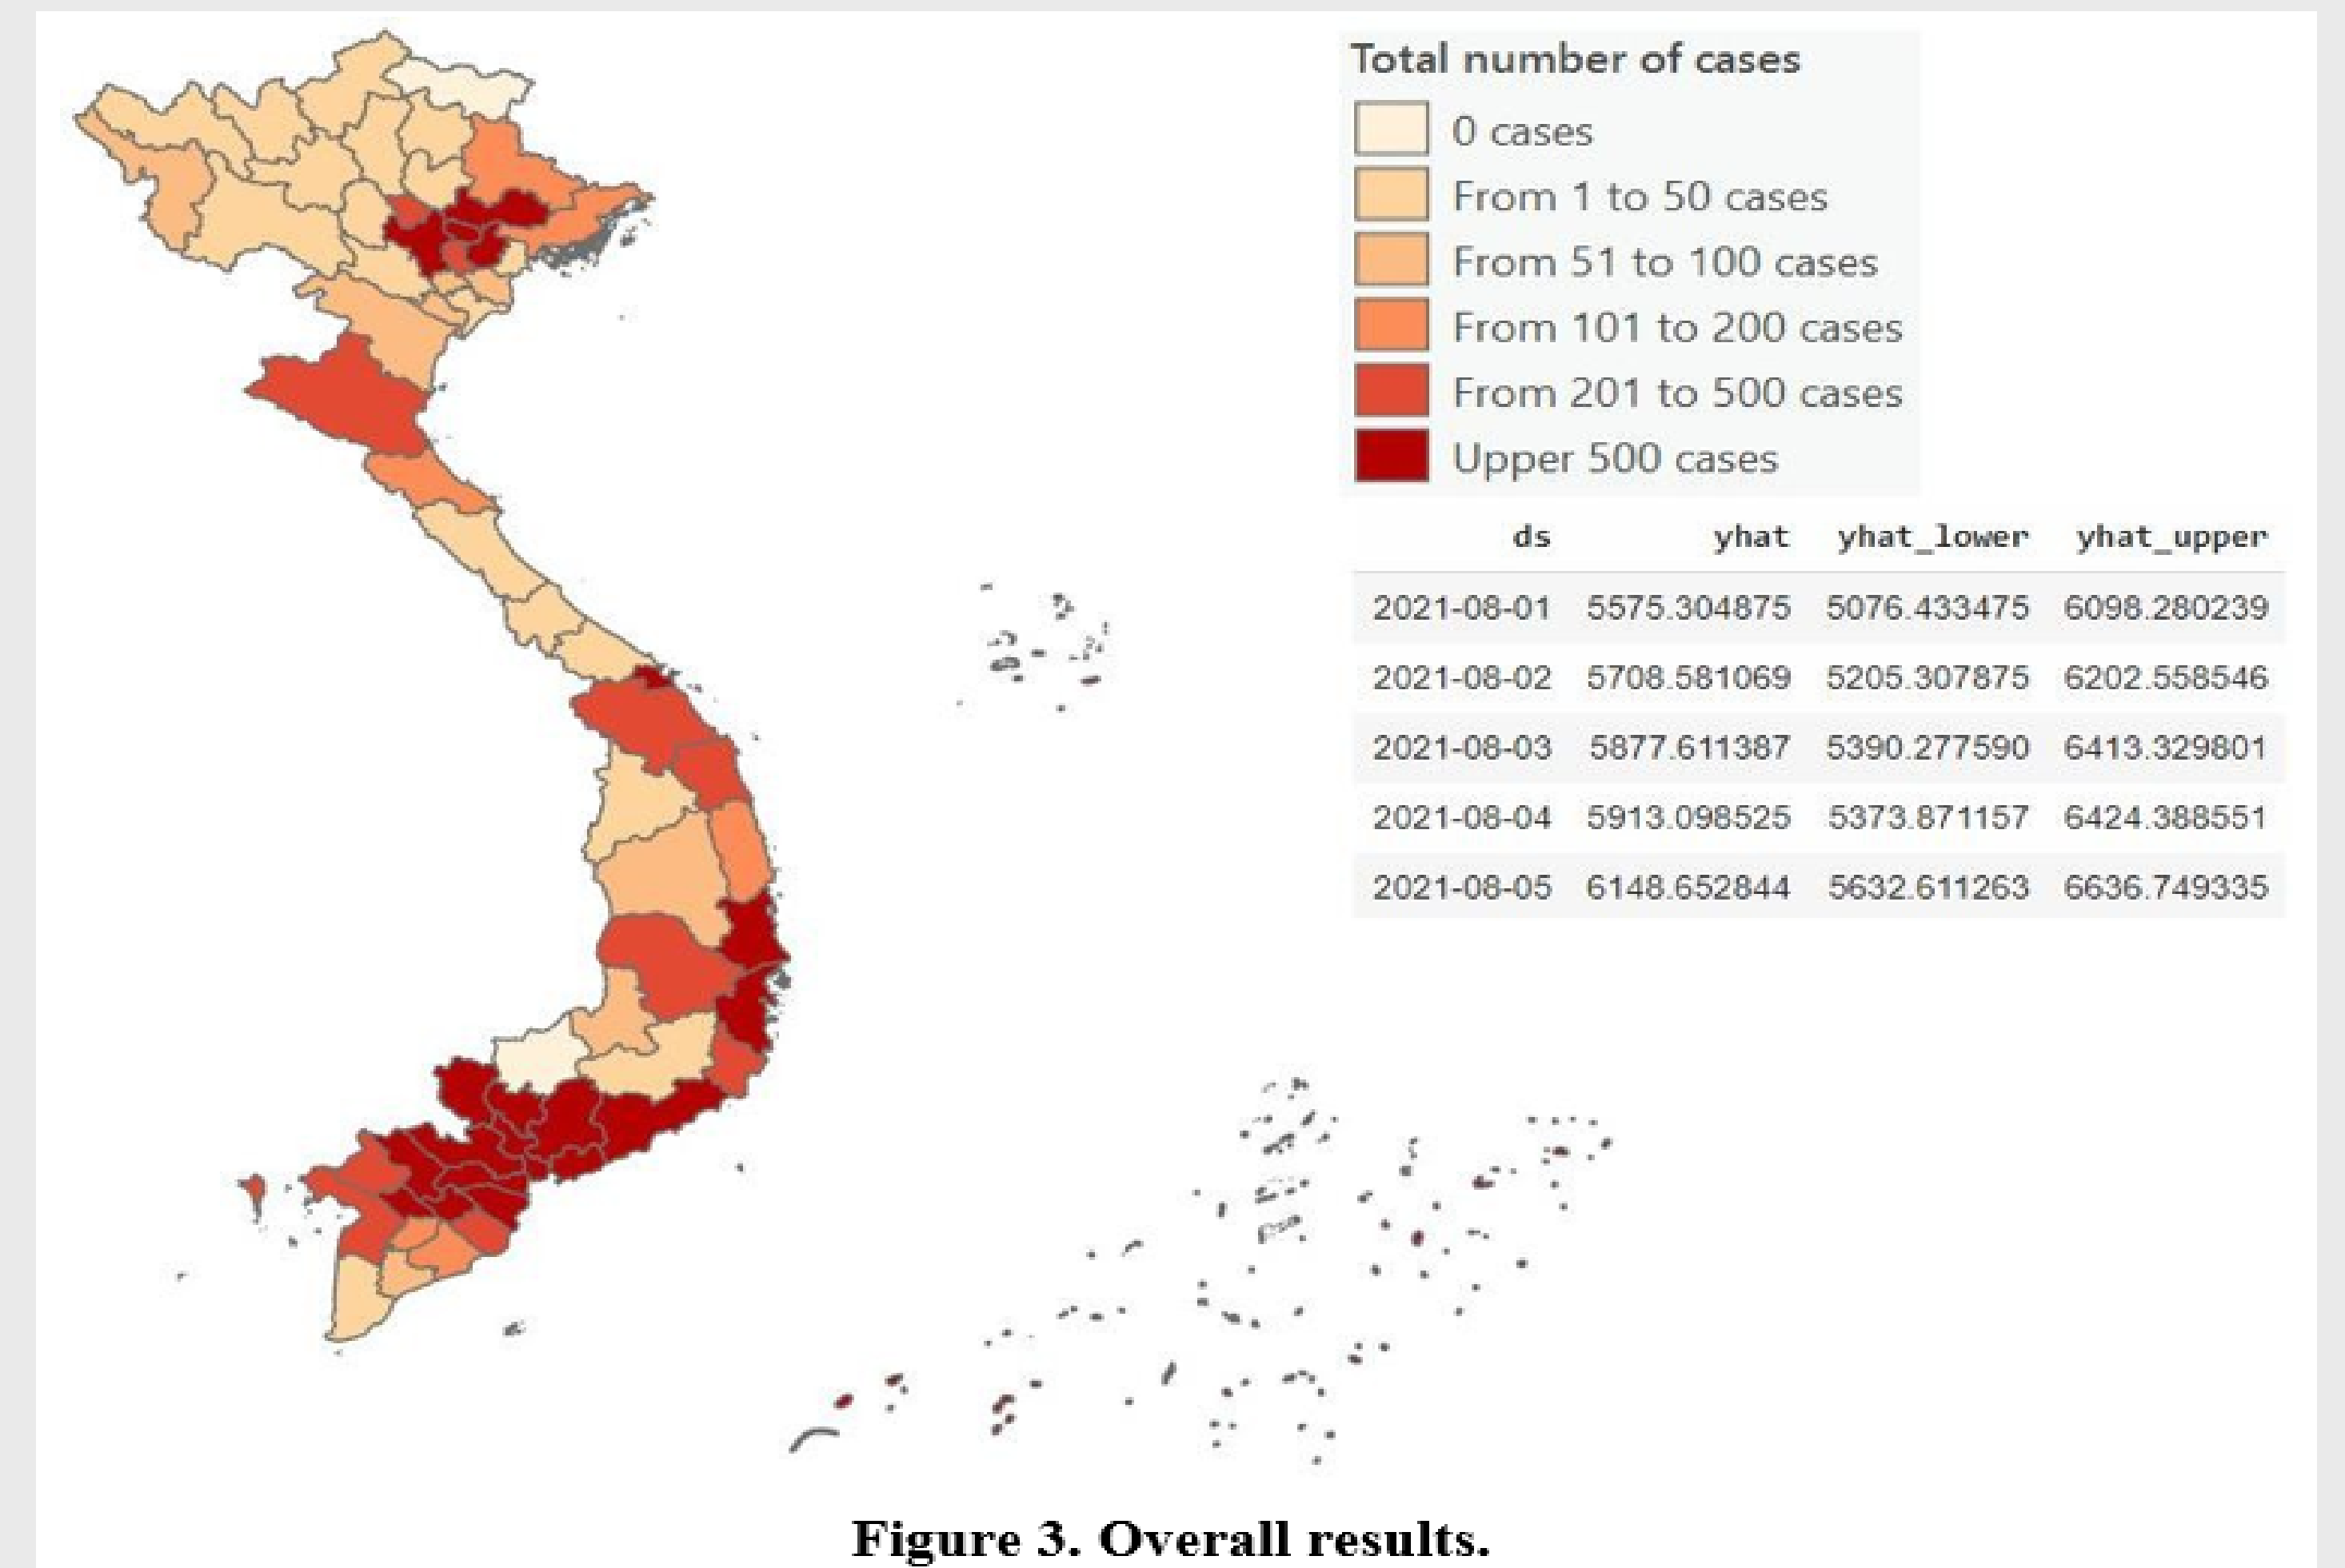 Total number of cases
0 cases
From 1 to 50 cases
From 51 to 100 cases
From 101 to 200 cases
From 201 to 500 cases
Upper 500 cases
ds yhat yhat_lower yhat_upper
2021-08-01 5575.304875 5076.433475 6098.280239
2021-08-02 5708.581069 5205.307875 6202.558546
2021-08-03 5877.611387 5390.277590 6413.329801
2021-08-04 5913.098525 5373.871157 6424.388551
2021-08-05 6148.652844 5632.611263 6636.749335
Figure 3. Overall results.